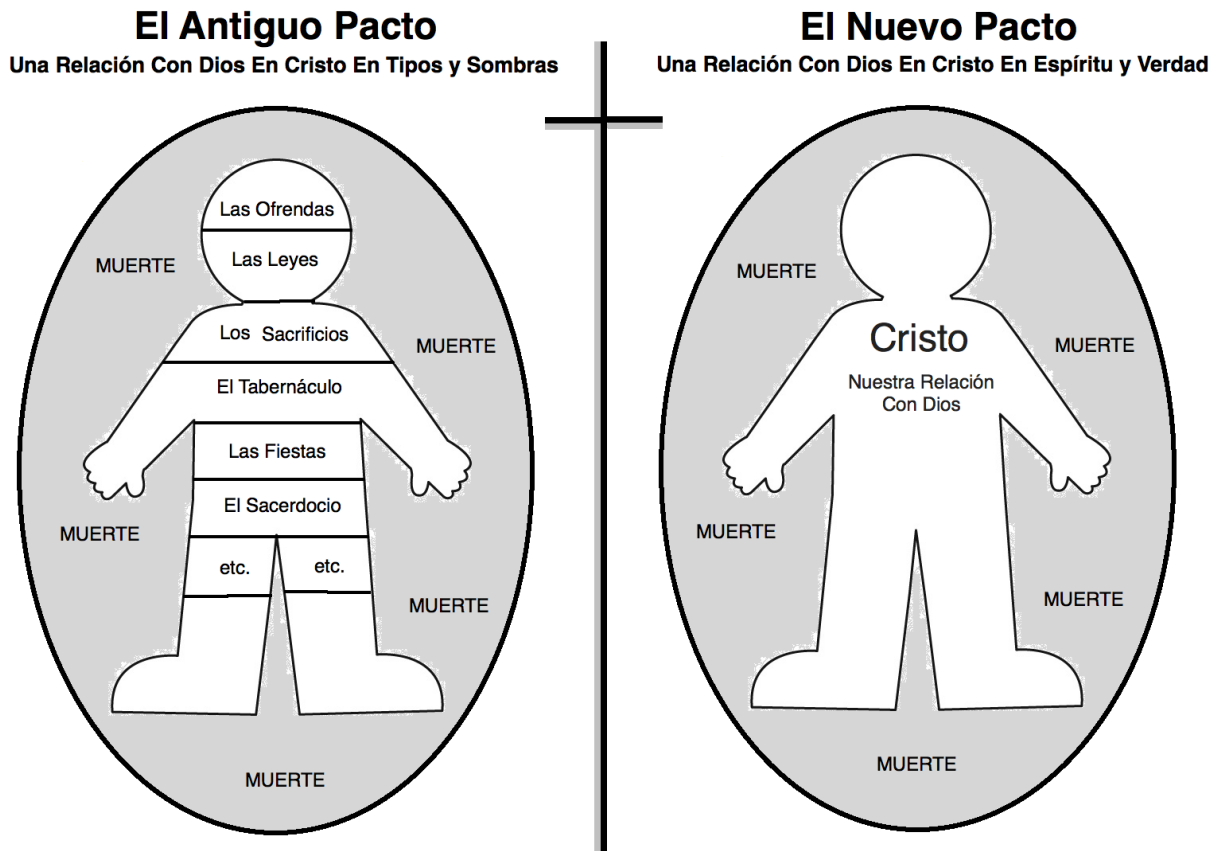 El Antiguo Pacto
Una Relación Con Dios En Cristo En Tipos y Sombras
Las Ofrendas
Las Leyes
MUERTE
Los Sacrificios
MUERTE
El Tabernáculo
Las Fiestas
El Sacerdocio
MUERTE
etc. etc.
MUERTE
MUERTE
El Nuevo Pacto
Una Relación Con Dios En Cristo En Espíritu y Verdad
MUERTE
Cristo
MUERTE
Nuestra Relación
Con Dios
MUERTE
MUERTE
MUERTE